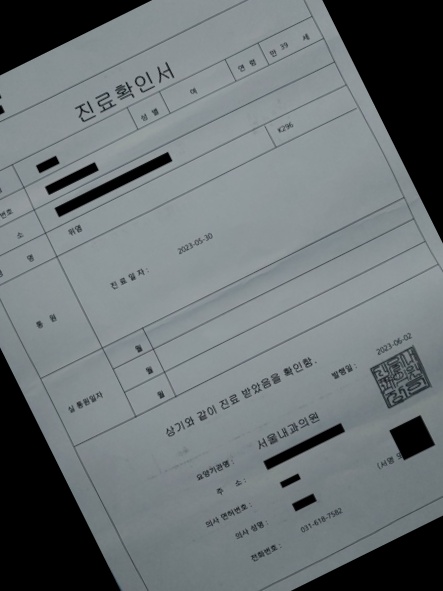 진료확인서
성 별 여 연 령 만 39 세
번호
소
명 위염 K296
통 원 진 료 일 자 : 2023-05-30
실 통원일자 월
월
월
상기와 같이 진료 받았음을 확인함.
발행일 : 2023-06-02
요양기관명 : 서울내과의원
주 소 :
의사 면허번호 :
의사 성명 : (서명
전화번호 : 031-618-7582